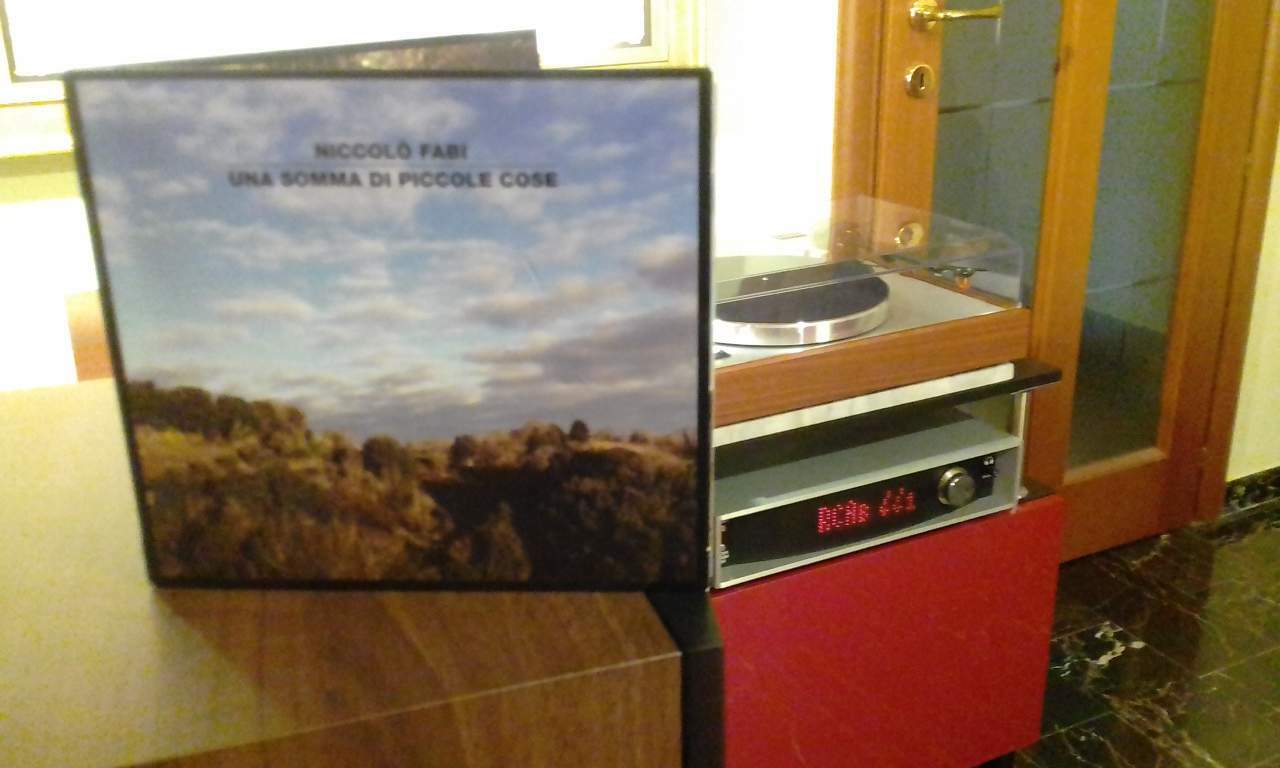 NICCOLÒ FABI
UNA SOMMA DI PICCOLE COSE